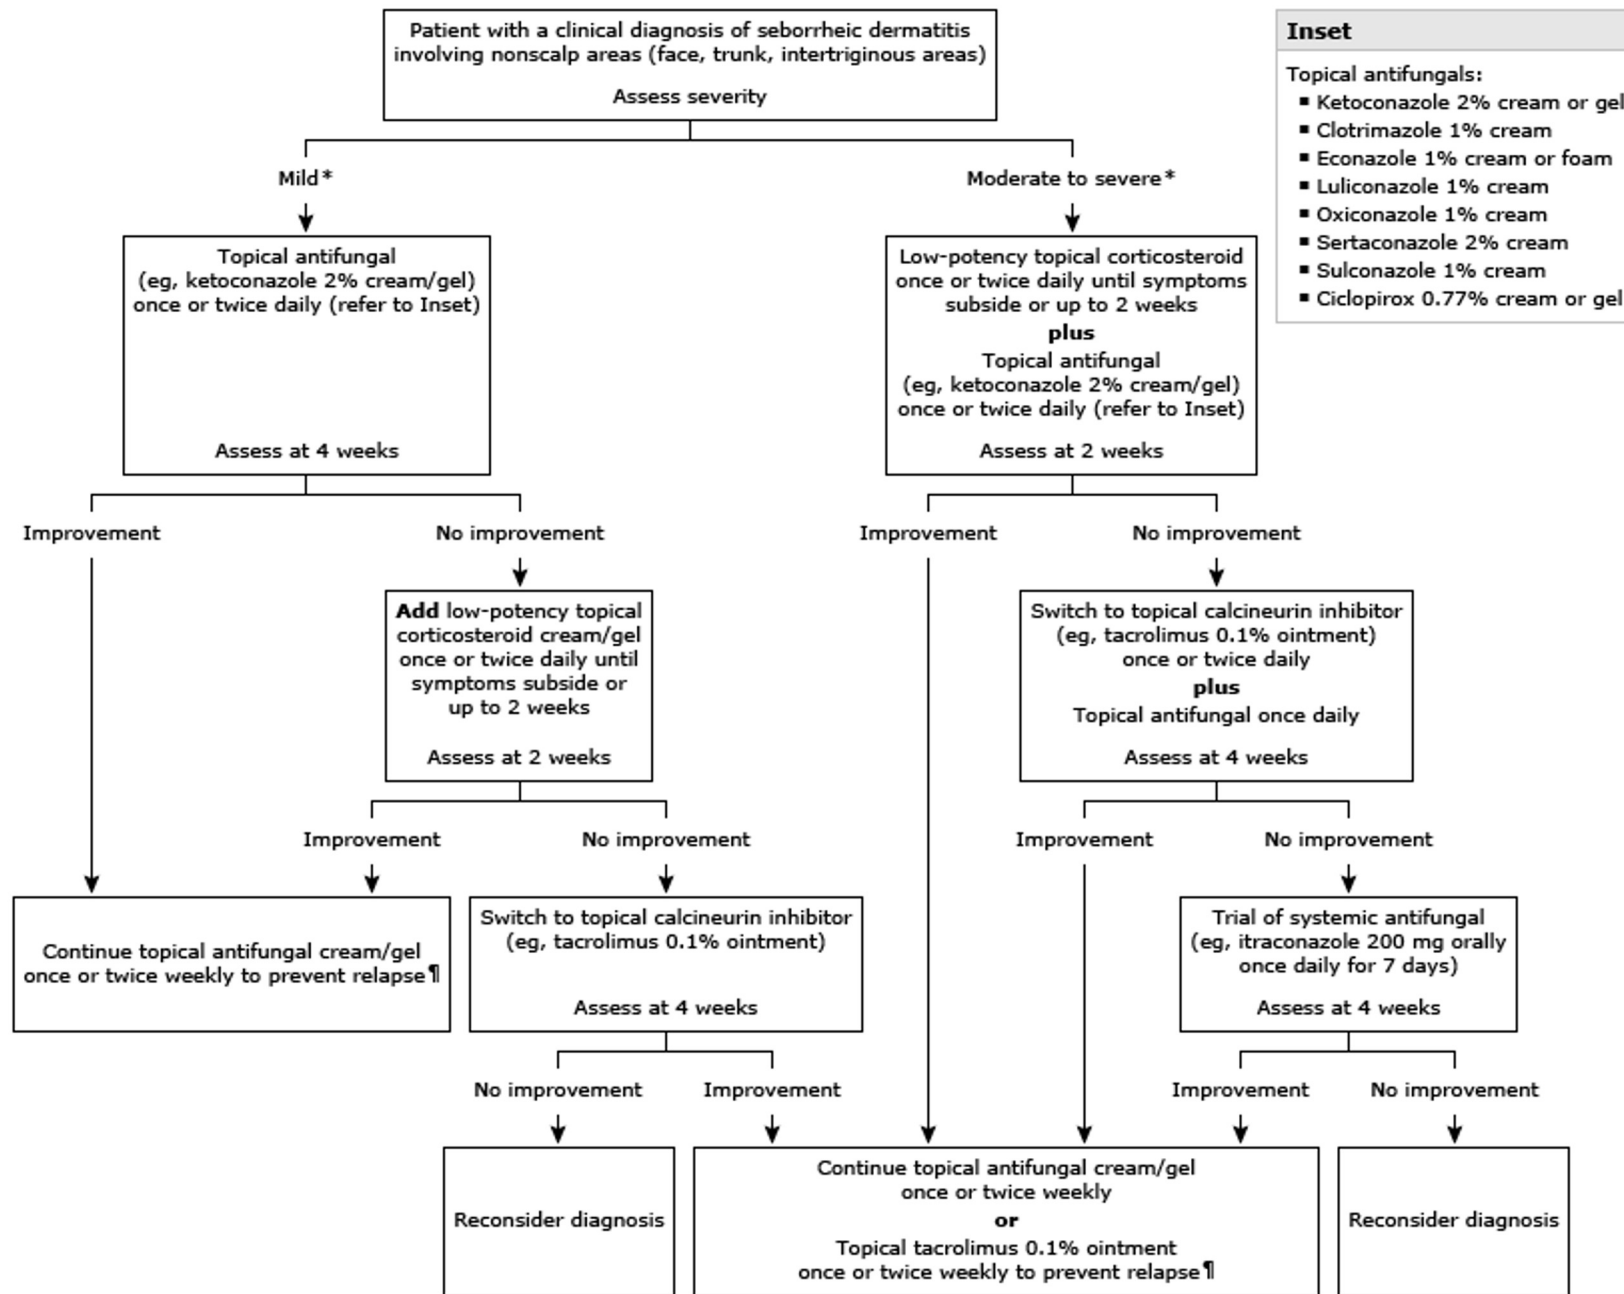 Patient with a clinical diagnosis of seborrheic dermatitis
involving nonscalp areas (face, trunk, intertriginous areas)
Assess severity
Inset
Topical antifungals:
▪ Ketoconazole 2% cream or gel
▪ Clotrimazole 1% cream
▪ Econazole 1% cream or foam
▪ Luliconazole 1% cream
▪ Oxiconazole 1% cream
▪ Sertaconazole 2% cream
▪ Sulconazole 1% cream
▪ Ciclopirox 0.77% cream or gel
Mild*
Moderate to severe*
Topical antifungal
(eg, ketoconazole 2% cream/gel)
once or twice daily (refer to Inset)
Assess at 4 weeks
Low-potency topical corticosteroid
once or twice daily until symptoms
subside or up to 2 weeks
plus
Topical antifungal
(eg, ketoconazole 2% cream/gel)
once or twice daily (refer to Inset)
Assess at 2 weeks
Improvement
No improvement
Improvement
No improvement
Add low-potency topical
corticosteroid cream/gel
once or twice daily until
symptoms subside or
up to 2 weeks
Assess at 2 weeks
Switch to topical calcineurin inhibitor
(eg, tacrolimus 0.1% ointment)
once or twice daily
plus
Topical antifungal once daily
Assess at 4 weeks
Improvement
No improvement
Improvement
No improvement
Continue topical antifungal cream/gel
once or twice weekly to prevent relapse¶
Switch to topical calcineurin inhibitor
(eg, tacrolimus 0.1% ointment)
Assess at 4 weeks
Trial of systemic antifungal
(eg, itraconazole 200 mg orally
once daily for 7 days)
Assess at 4 weeks
No improvement
Improvement
Improvement
No improvement
Reconsider diagnosis
Continue topical antifungal cream/gel
once or twice weekly
or
Topical tacrolimus 0.1% ointment
once or twice weekly to prevent relapse¶
Reconsider diagnosis